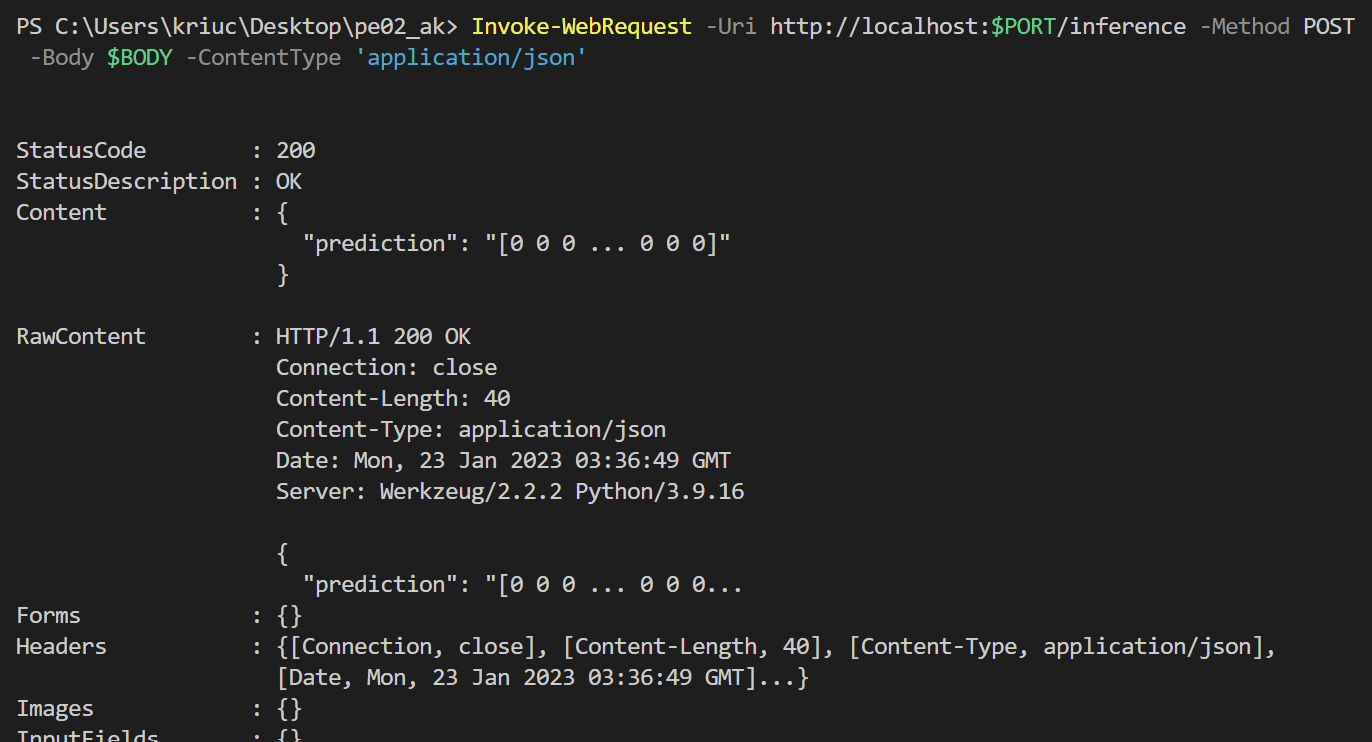 PS C:\Users\kriuc\Desktop\pe02_ak> Invoke-WebRequest -Uri http://localhost:$PORT/inference -Method POST
-Body $BODY -ContentType 'application/json'
StatusCode : 200
StatusDescription : OK
Content : {
"prediction": "[0 0 0 ... 0 0 0]"
}
RawContent : HTTP/1.1 200 OK
Connection: close
Content-Length: 40
Content-Type: application/json
Date: Mon, 23 Jan 2023 03:36:49 GMT
Server: Werkzeug/2.2.2 Python/3.9.16
{
"prediction": "[0 0 0 ... 0 0 0...
Forms : {}
Headers : {[Connection, close], [Content-Length, 40], [Content-Type, application/json],
[Date, Mon, 23 Jan 2023 03:36:49 GMT]...}
Images : {}
InputFields : {}